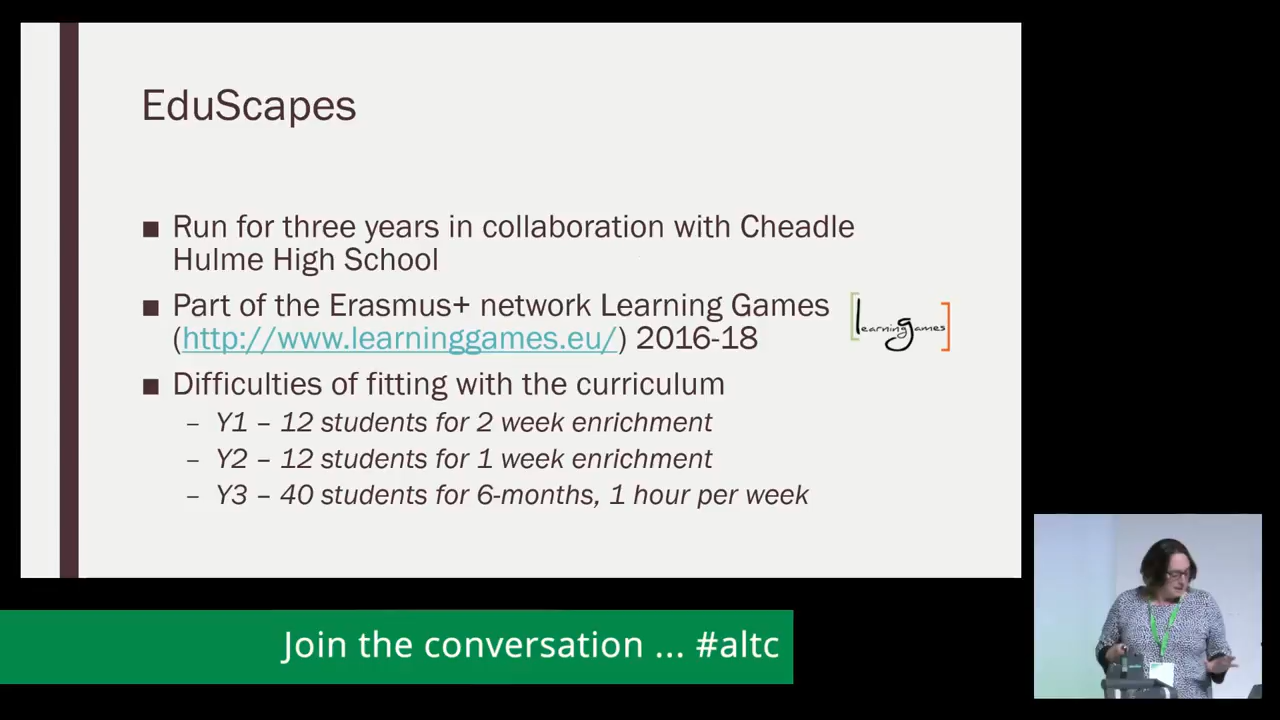 EduScapes
■ Run for three years in collaboration with Cheadle
Hulme High School
■ Part of the Erasmus+ network Learning Games
(http://www.learninggames.eu/) 2016-18
[learninggames]
■ Difficulties of fitting with the curriculum
– Y1 – 12 students for 2 week enrichment
– Y2 – 12 students for 1 week enrichment
– Y3 – 40 students for 6-months, 1 hour per week
Join the conversation ... #altc